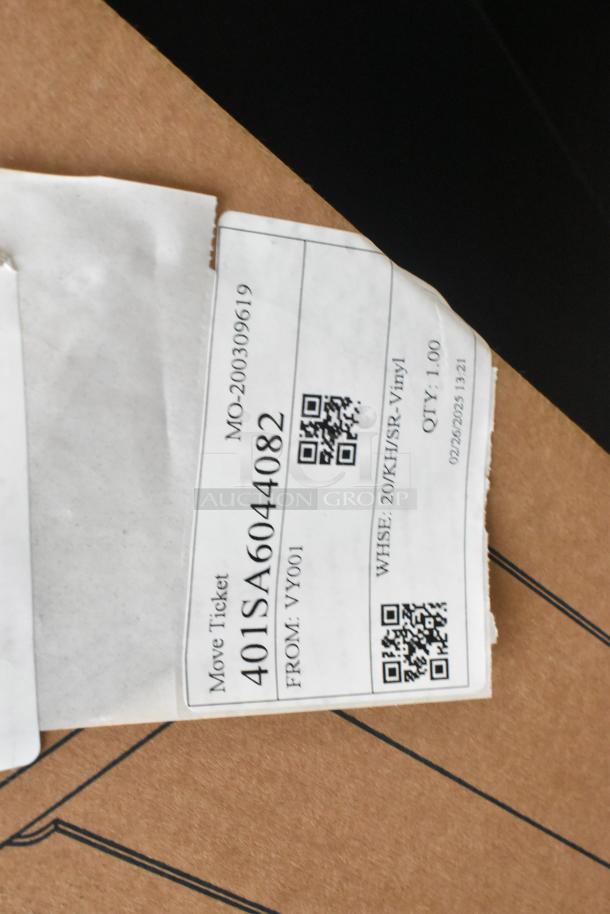 Move Ticket MO-200309619
401SA6044082
FROM: VY001
WHSE: 20/KH/SR-Vinyl
QTY: 1.00
02/26/2025 13:21
AUCTION GROUP